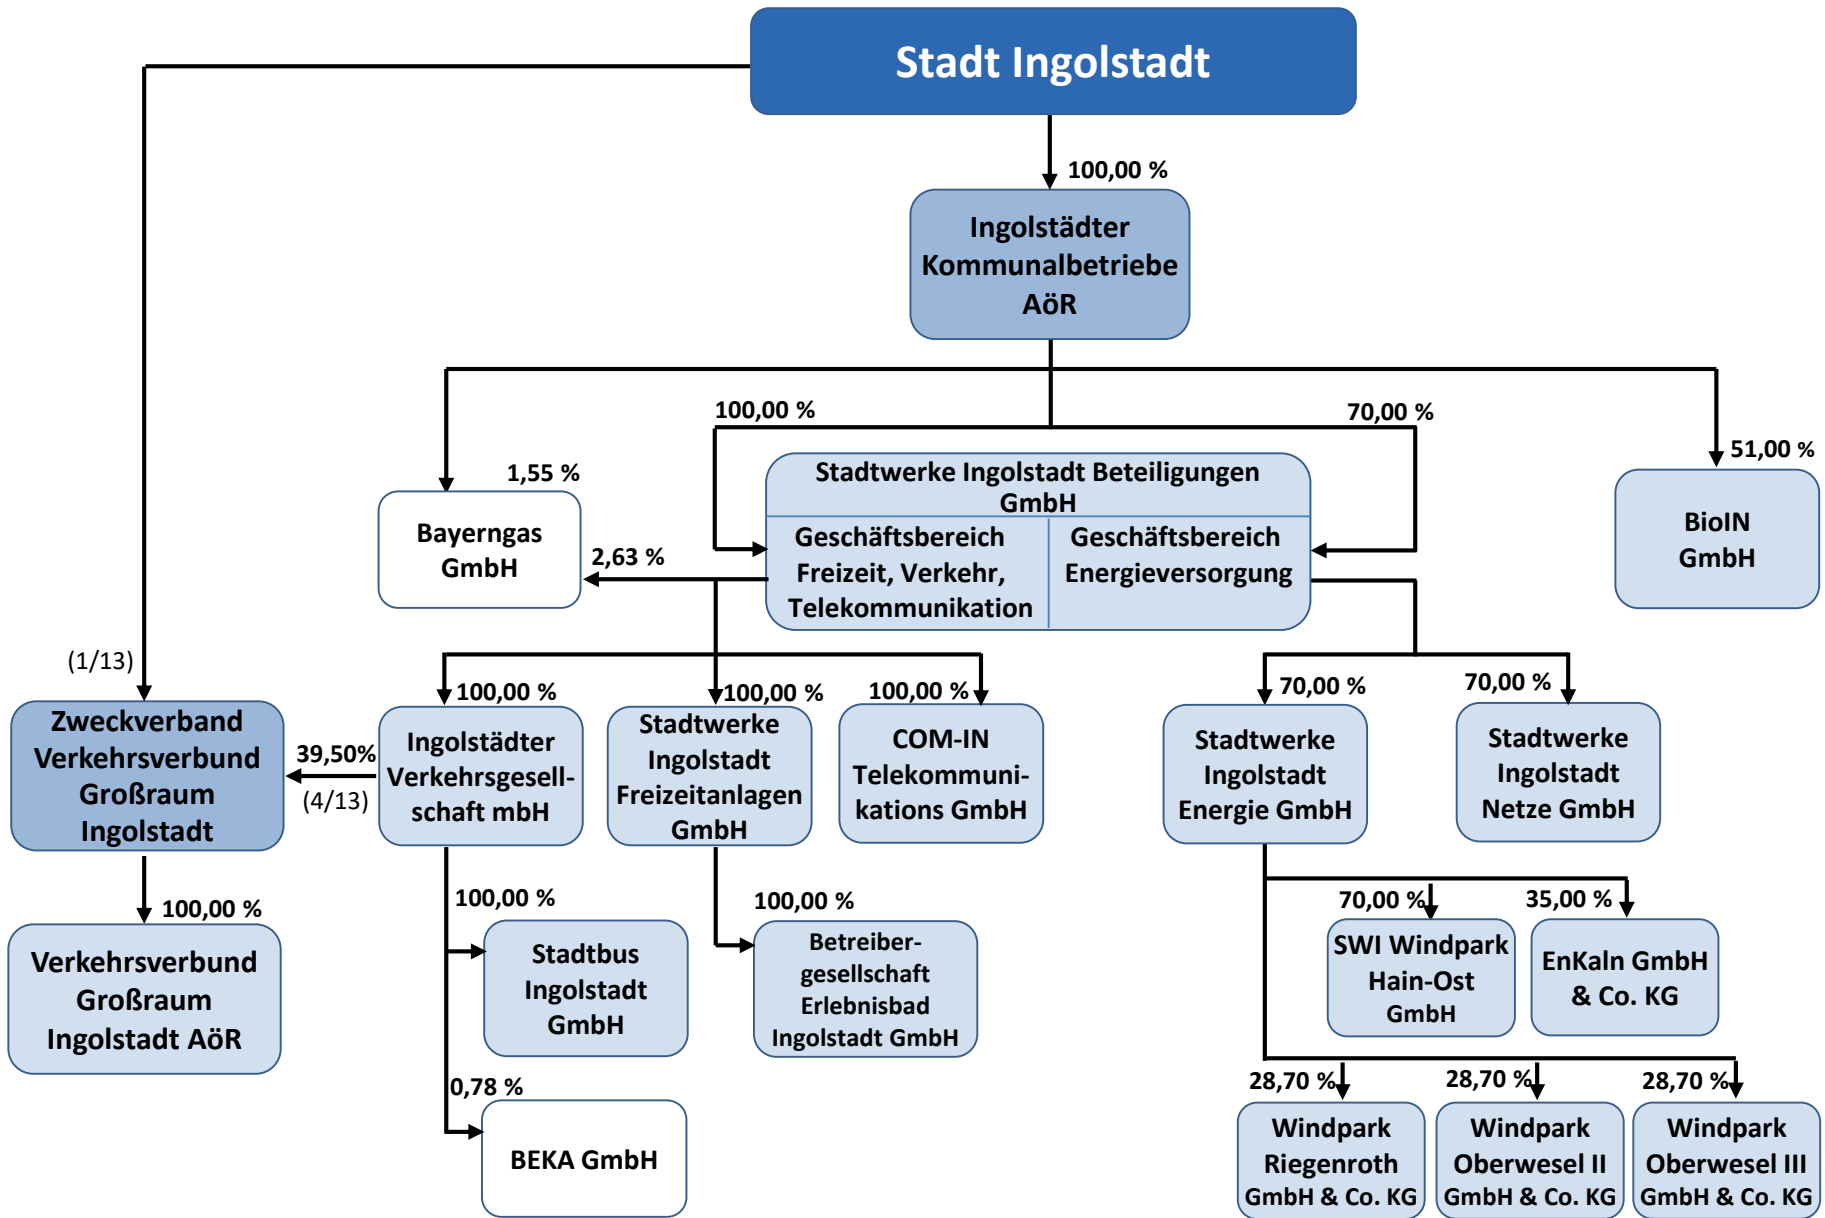 Stadt Ingolstadt
100,00 %
Ingolstädter
Kommunalbetriebe
AöR
100,00 %
70,00 %
1,55 %
Bayerngas
GmbH
2,63 %
Stadtwerke Ingolstadt Beteiligungen
GmbH
Geschäftsbereich
Freizeit, Verkehr,
Telekommunikation
Geschäftsbereich
Energieversorgung
51,00 %
BioIN
GmbH
(1/13)
Zweckverband
Verkehrsverbund
Großraum
Ingolstadt
39,50%
(4/13)
100,00 %
Ingolstädter
Verkehrsgesell-
schaft mbH
100,00 %
Stadtwerke
Ingolstadt
Freizeitanlagen
GmbH
100,00 %
COM-IN
Telekommuni-
kations GmbH
70,00 %
Stadtwerke
Ingolstadt
Energie GmbH
70,00 %
Stadtwerke
Ingolstadt
Netze GmbH
100,00 %
Verkehrsverbund
Großraum
Ingolstadt AöR
100,00 %
Stadtbus
Ingolstadt
GmbH
100,00 %
Betreiber-
gesellschaft
Erlebnisbad
Ingolstadt GmbH
70,00 %
SWI Windpark
Hain-Ost
GmbH
35,00 %
EnKaln GmbH
& Co. KG
0,78 %
BEKA GmbH
28,70 %
Windpark
Riegenroth
GmbH & Co. KG
28,70 %
Windpark
Oberwesel II
GmbH & Co. KG
28,70 %
Windpark
Oberwesel III
GmbH & Co. KG